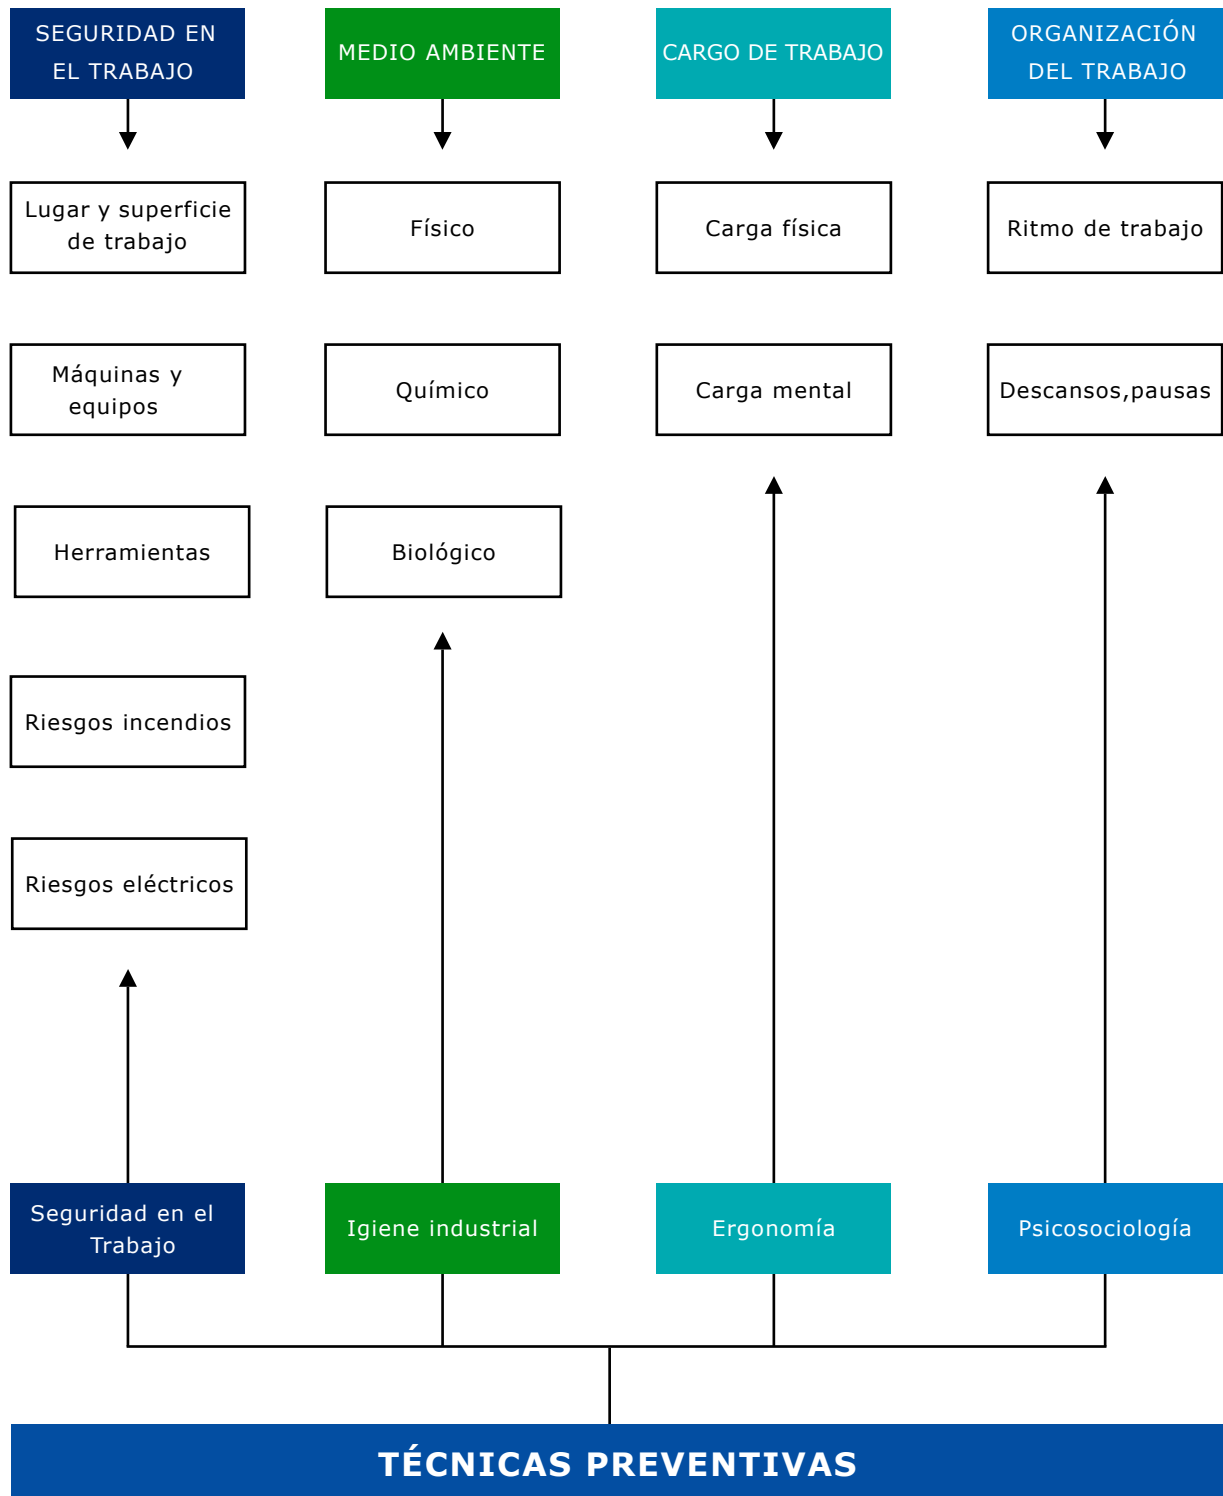 SEGURIDAD EN
EL TRABAJO
MEDIO AMBIENTE
CARGO DE TRABAJO
ORGANIZACIÓN
DEL TRABAJO
Lugar y superficie
de trabajo
Físico
Carga física
Ritmo de trabajo
Máquinas y
equipos
Químico
Carga mental
Descansos,pausas
Herramientas
Biológico
Riesgos incendios
Riesgos eléctricos
Seguridad en el
Trabajo
Igiene industrial
Ergonomía
Psicosociología
TÉCNICAS PREVENTIVAS